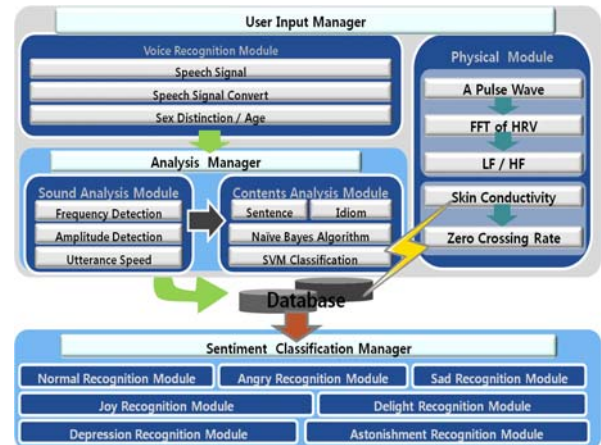 User Input Manager
Voice Recognition Module
Speech Signal
Speech Signal Convert
Sex Distinction / Age
Physical Module
A Pulse Wave
FFT of HRV
LF / HF
Skin Conductivity
Zero Crossing Rate
Analysis Manager
Sound Analysis Module
Frequency Detection
Amplitude Detection
Utterance Speed
Contents Analysis Module
Sentence Idiom
Naïve Bayes Algorithm
SVM Classification
Database
Sentiment Classification Manager
Normal Recognition Module Angry Recognition Module Sad Recognition Module
Joy Recognition Module Delight Recognition Module
Depression Recognition Module Astonishment Recognition Module